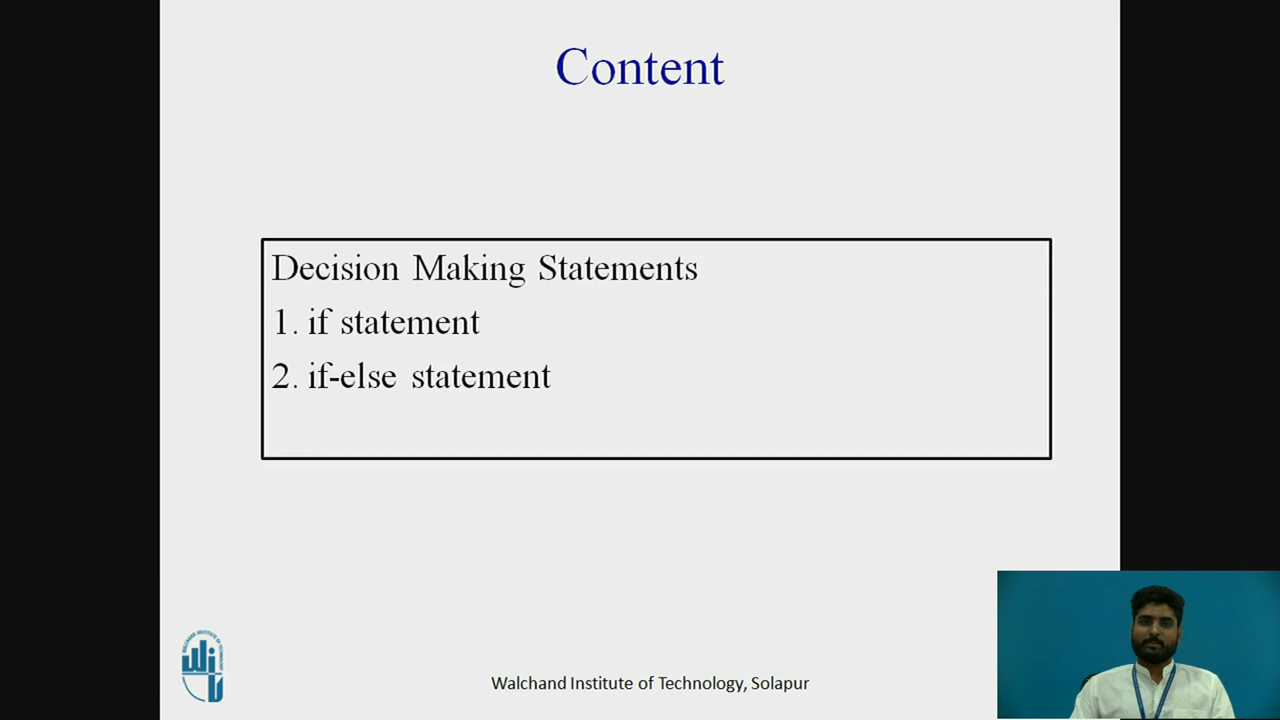 Content
Decision Making Statements
1. if statement
2. if-else statement
Walchand Institute of Technology, Solapur